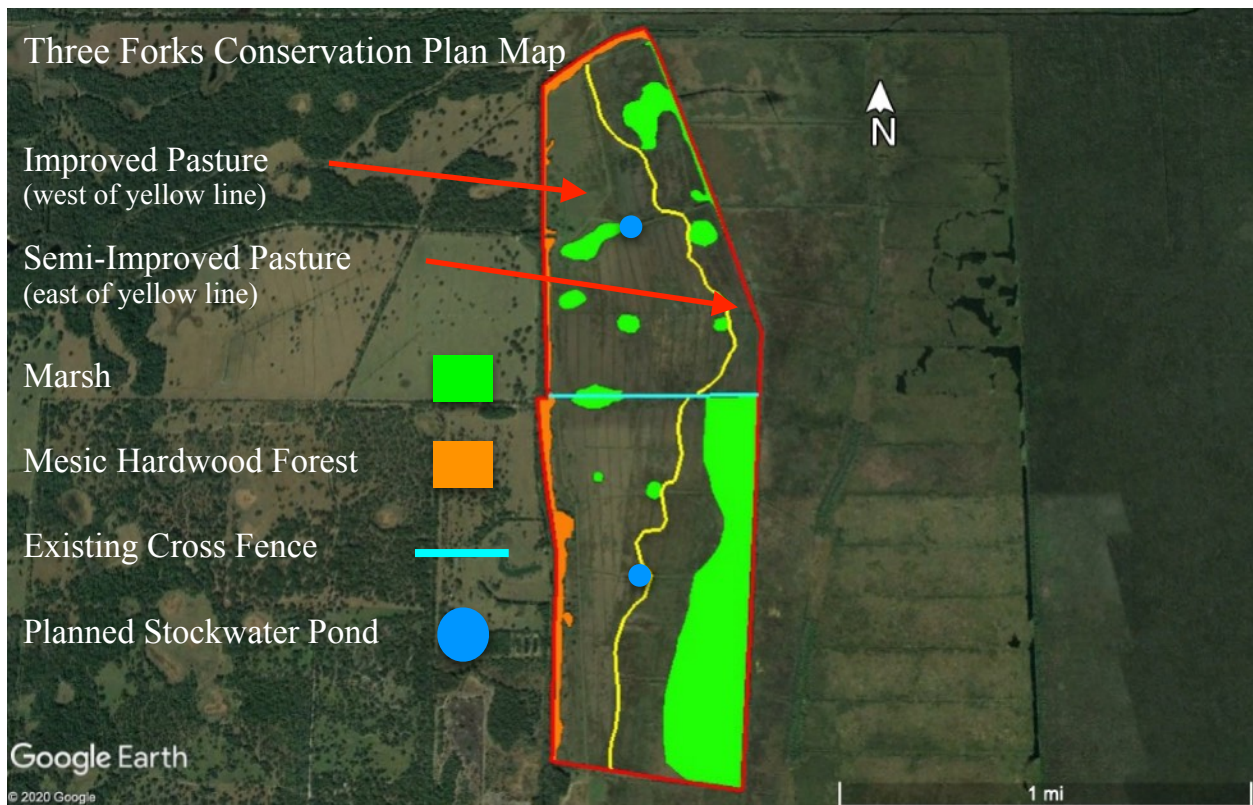 Three Forks Conservation Plan Map
N
Improved Pasture
(west of yellow line)
Semi-Improved Pasture
(east of yellow line)
Marsh
Mesic Hardwood Forest
Existing Cross Fence
Planned Stockwater Pond
Google Earth
© 2020 Google
1 mi